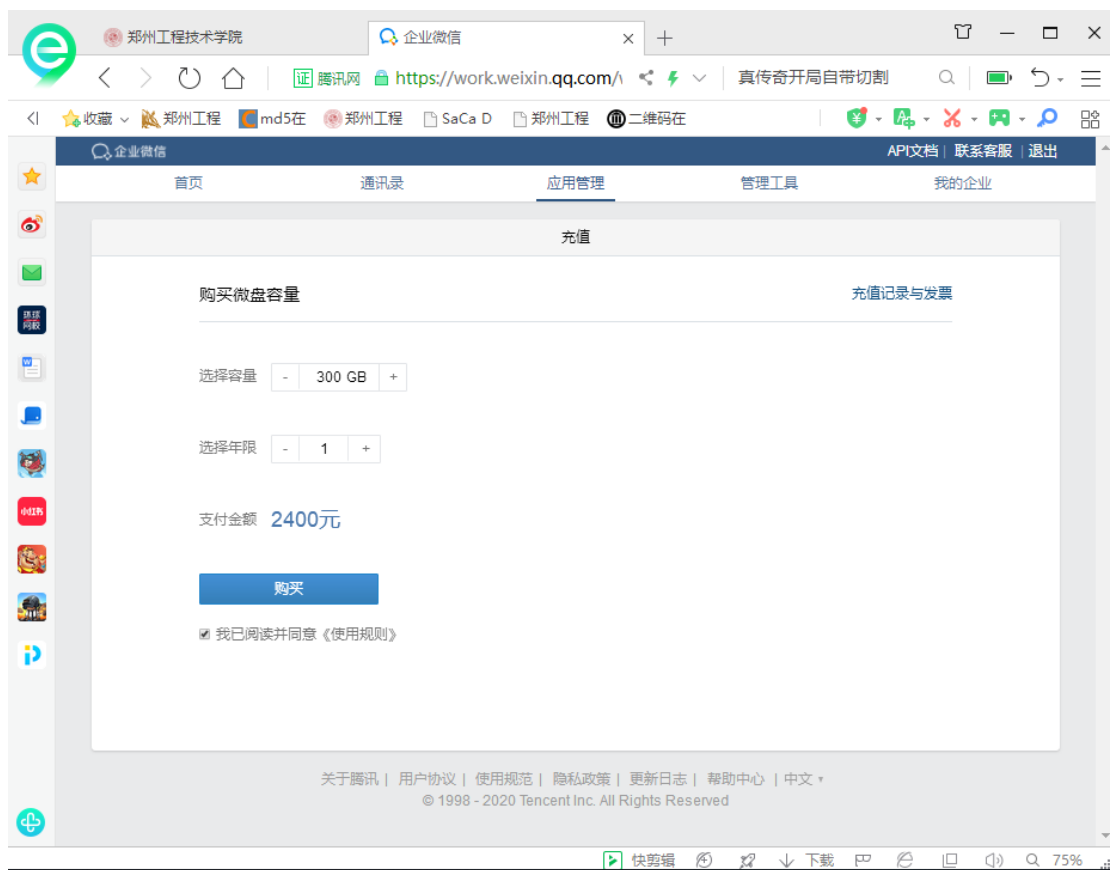 郑州工程技术学院
企业微信
证 腾讯网 https://work.weixin.qq.com/
真传奇开局自带切割
收藏 郑州工程 md5在 郑州工程 SaCa D 郑州工程 二维码在
企业微信
API文档 | 联系客服 | 退出
首页 通讯录 应用管理 管理工具 我的企业
充值
购买微盘容量
充值记录与发票
选择容量 - 300 GB +
选择年限 - 1 +
支付金额 2400元
购买
我已阅读并同意《使用规则》
小红书
关于腾讯 | 用户协议 | 使用规范 | 隐私政策 | 更新日志 | 帮助中心 | 中文
© 1998 - 2020 Tencent Inc. All Rights Reserved
快剪辑 下载 75%